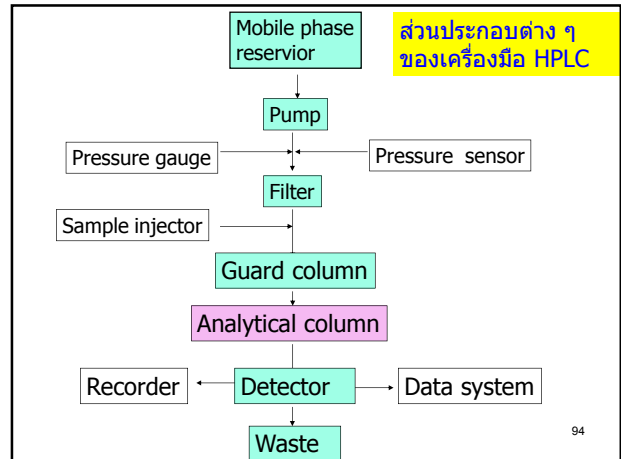 Mobile phase
reservior
ส่วนประกอบต่าง ๆ
ของเครื่องมือ HPLC
Pump
Pressure gauge
Pressure sensor
Filter
Sample injector
Guard column
Analytical column
Recorder
Detector
Data system
Waste
94